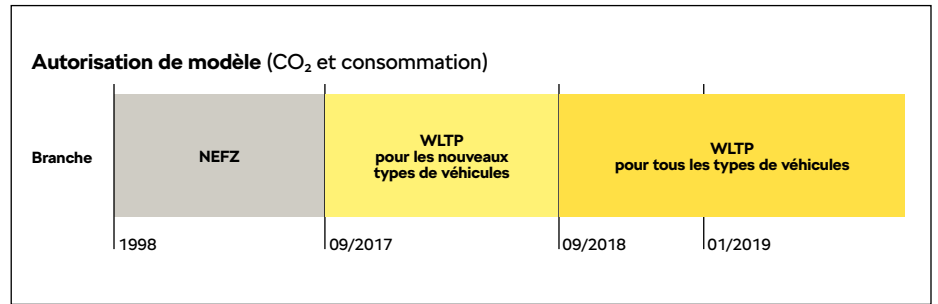 Autorisation de modèle (CO₂ et consommation)
Branche
NEFZ
WLTP
pour les nouveaux
types de véhicules
WLTP
pour tous les types de véhicules
1998
09/2017
09/2018
01/2019